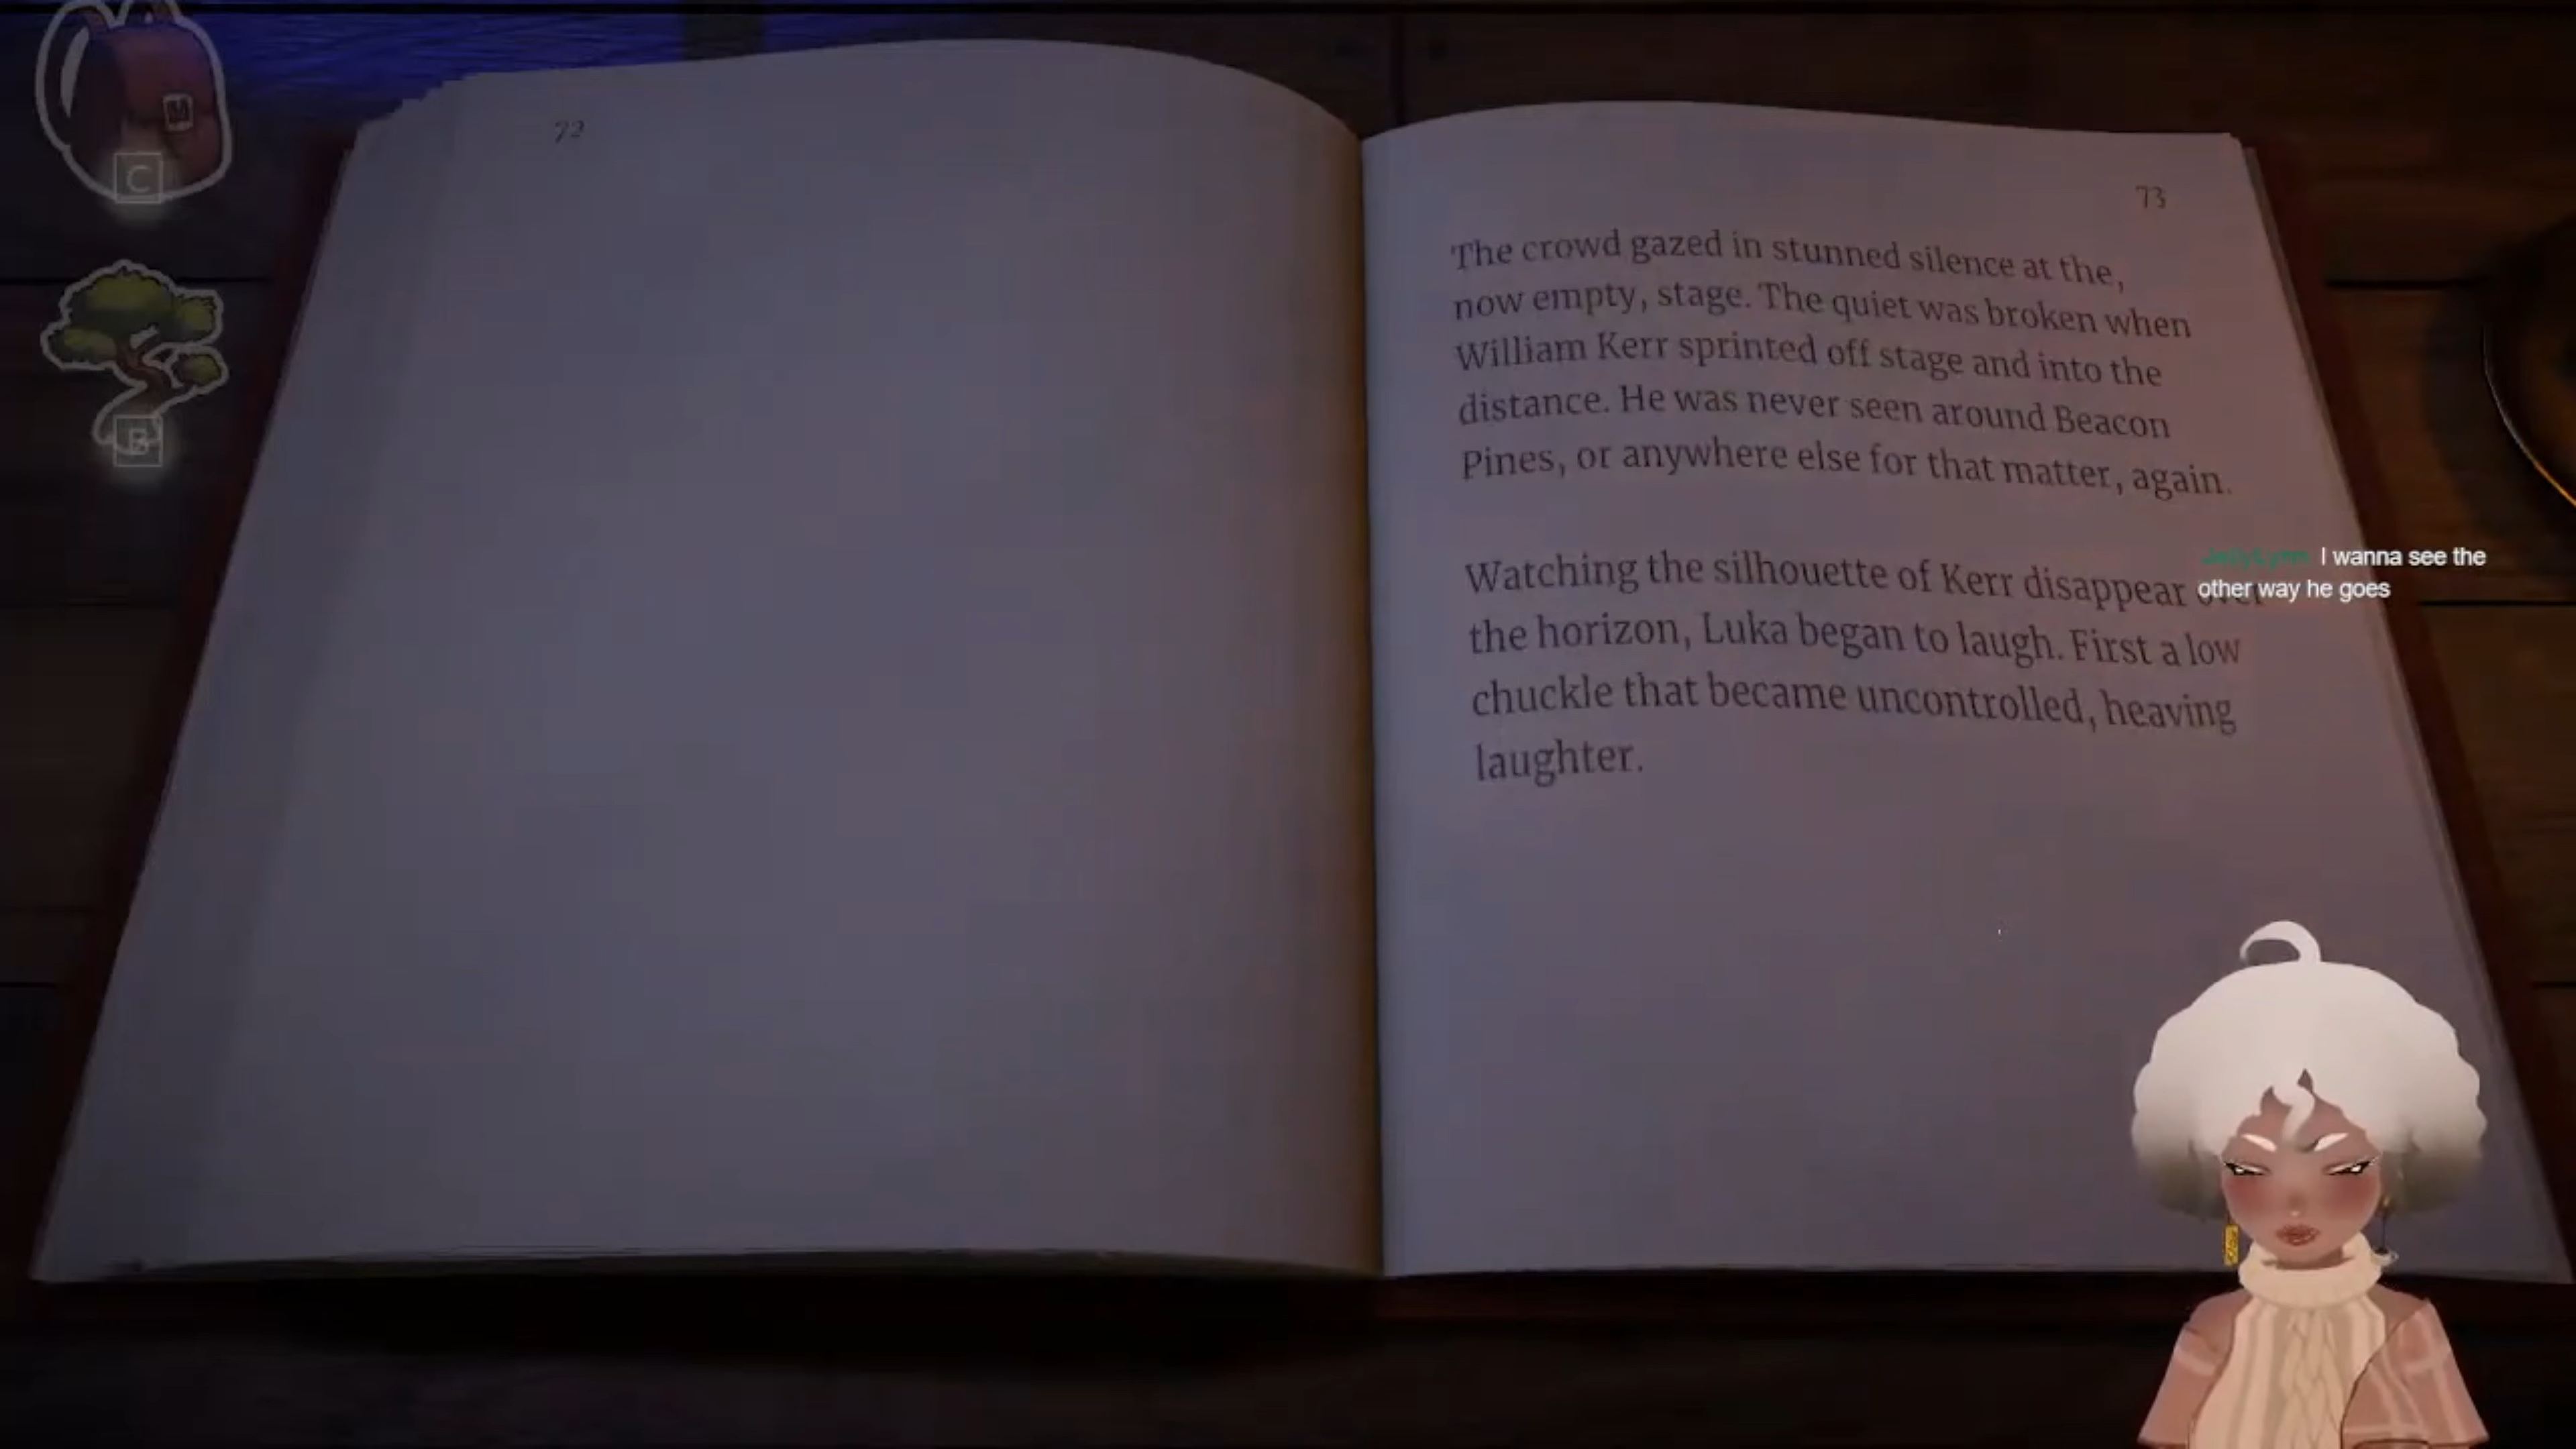 M
C
B
72
73
The crowd gazed in stunned silence at the,
now empty, stage. The quiet was broken when
William Kerr sprinted off stage and into the
distance. He was never seen around Beacon
Pines, or anywhere else for that matter, again.
Watching the silhouette of Kerr disappear
the horizon, Luka began to laugh. First a low
chuckle that became uncontrolled, heaving
laughter.
I wanna see the
other way he goes